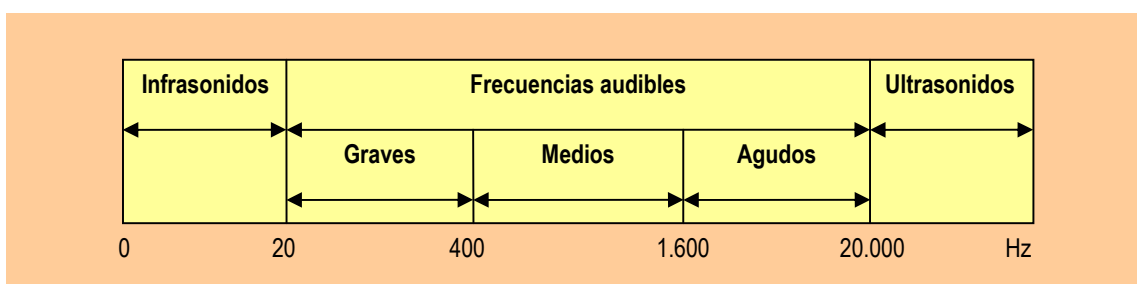 Infrasonidos Frecuencias audibles Ultrasonidos
Graves Medios Agudos
0 20 400 1.600 20.000 Hz